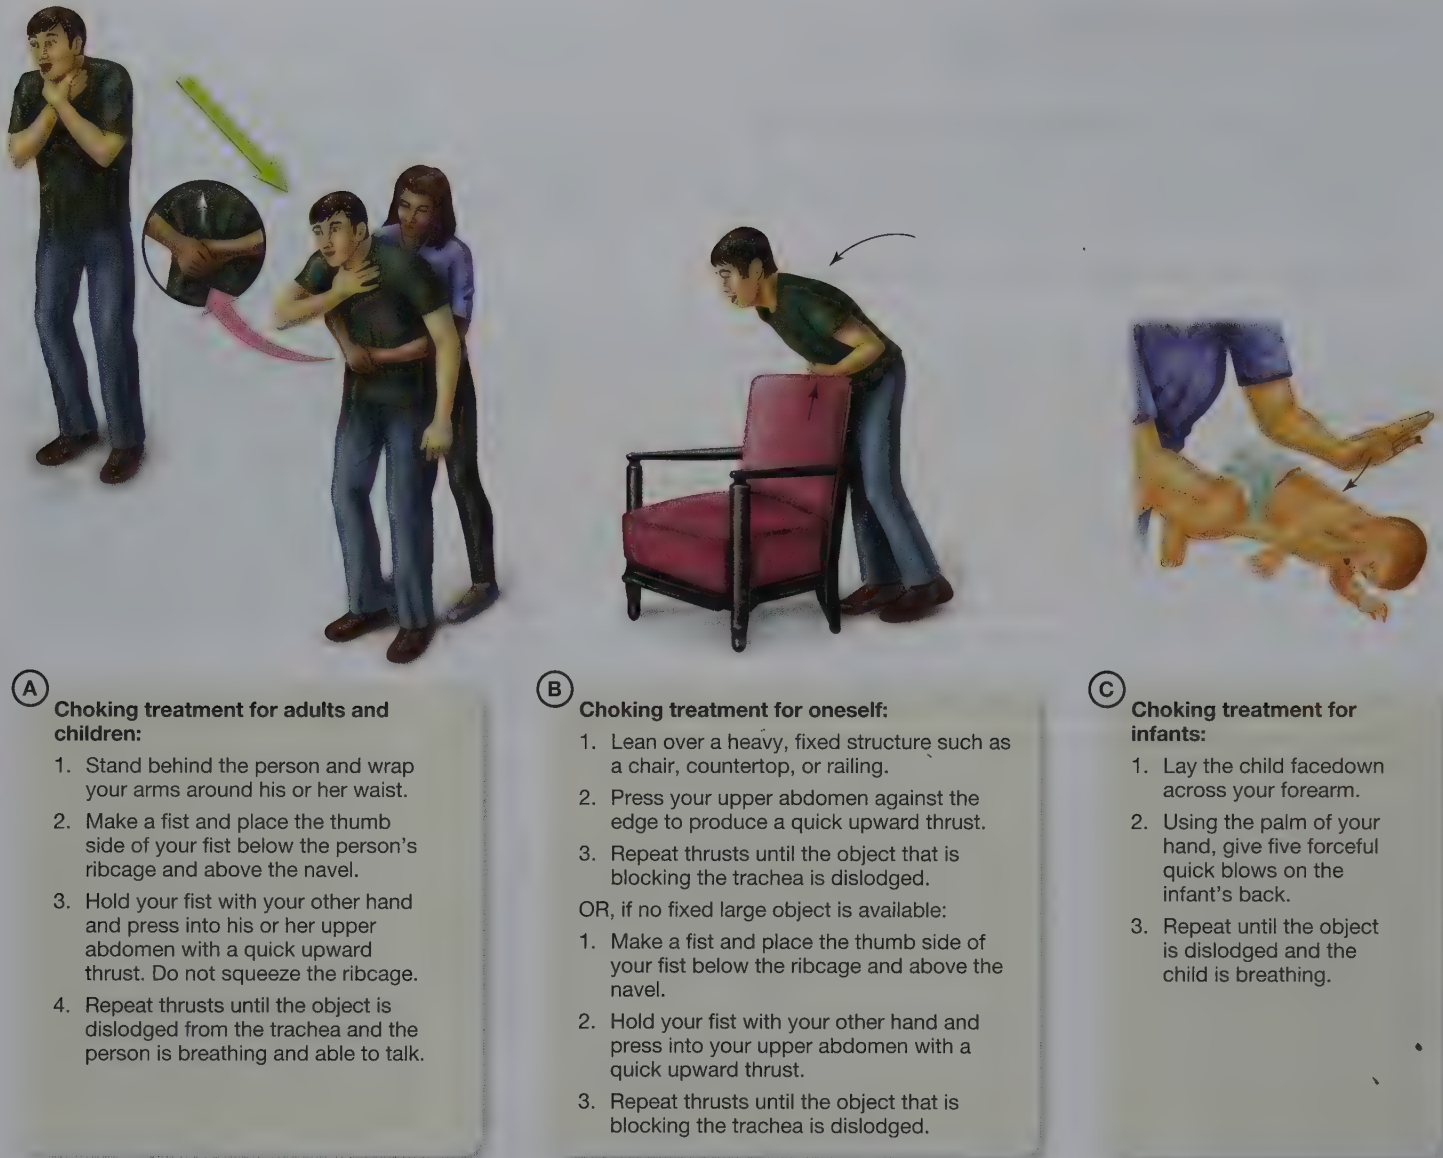 A
Choking treatment for adults and
children:
1. Stand behind the person and wrap
your arms around his or her waist.
2. Make a fist and place the thumb
side of your fist below the person's
ribcage and above the navel.
3. Hold your fist with your other hand
and press into his or her upper
abdomen with a quick upward
thrust. Do not squeeze the ribcage.
4. Repeat thrusts until the object is
dislodged from the trachea and the
person is breathing and able to talk.
B
Choking treatment for oneself:
1. Lean over a heavy, fixed structure such as
a chair, countertop, or railing.
2. Press your upper abdomen against the
edge to produce a quick upward thrust.
3. Repeat thrusts until the object that is
blocking the trachea is dislodged.
OR, if no fixed large object is available:
1. Make a fist and place the thumb side of
your fist below the ribcage and above the
navel.
2. Hold your fist with your other hand and
press into your upper abdomen with a
quick upward thrust.
3. Repeat thrusts until the object that is
blocking the trachea is dislodged.
C
Choking treatment for
infants:
1. Lay the child facedown
across your forearm.
2. Using the palm of your
hand, give five forceful
quick blows on the
infant's back.
3. Repeat until the object
is dislodged and the
child is breathing.